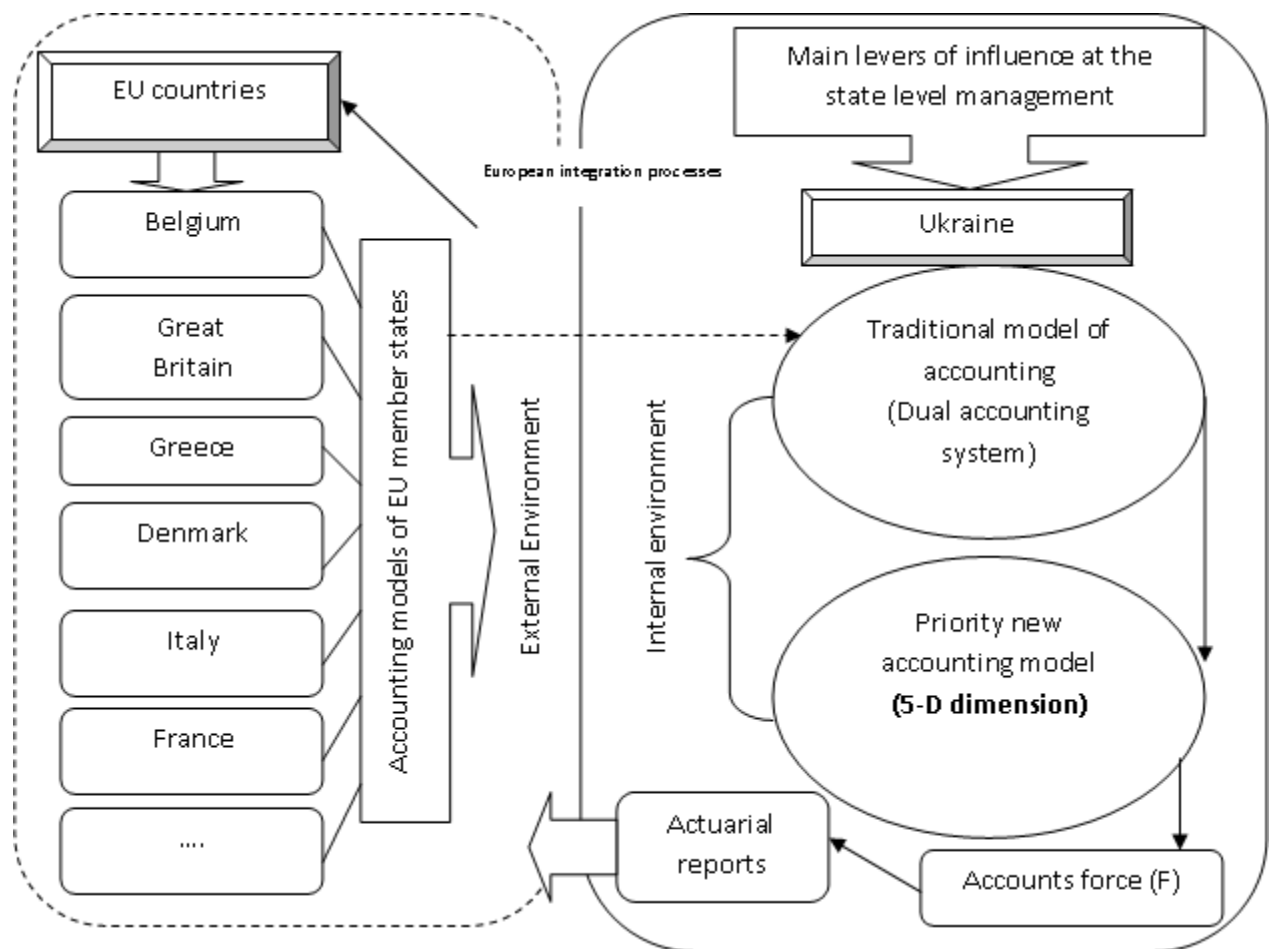 EU countries
Belgium
Great
Britain
Greece
Denmark
Italy
France
....
Accounting models of EU member states
External Environment
European integration processes
Main levers of influence at the
state level management
Ukraine
Traditional model of
accounting
(Dual accounting
system)
Internal environment
Priority new
accounting model
(5-D dimension)
Accounts force (F)
Actuarial
reports